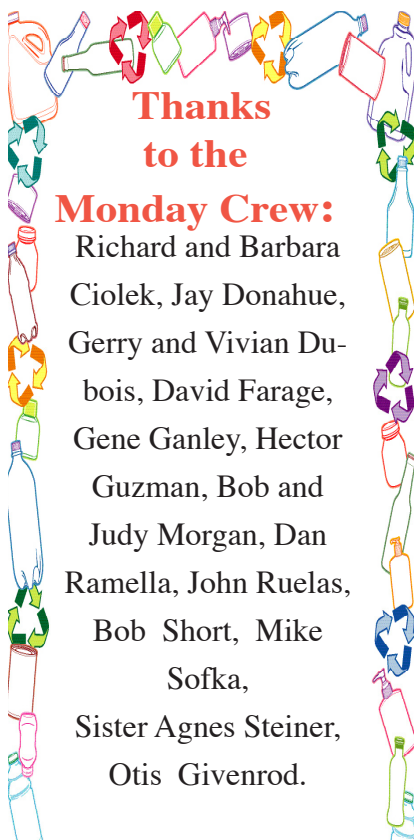 Thanks
to the
Monday Crew:
Richard and Barbara
Ciolek, Jay Donahue,
Gerry and Vivian Du-
bois, David Farage,
Gene Ganley, Hector
Guzman, Bob and
Judy Morgan, Dan
Ramella, John Ruelas,
Bob Short, Mike
Sofka,
Sister Agnes Steiner,
Otis Givenrod.